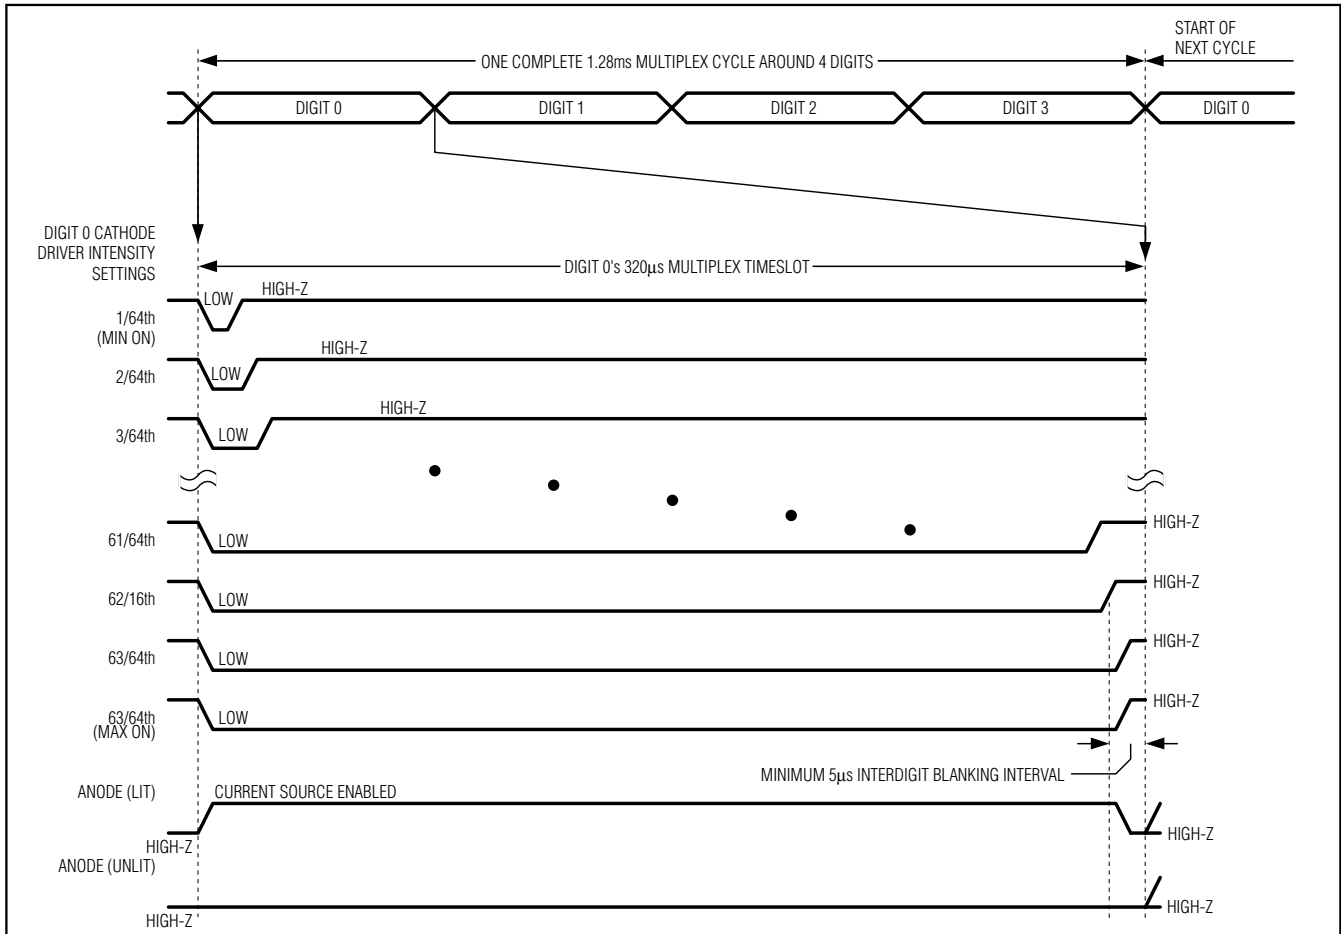 START OF
NEXT CYCLE
ONE COMPLETE 1.28ms MULTIPLEX CYCLE AROUND 4 DIGITS
DIGIT 0
DIGIT 1
DIGIT 2
DIGIT 3
DIGIT 0
DIGIT 0 CATHODE
DRIVER INTENSITY
SETTINGS
DIGIT 0's 320µs MULTIPLEX TIMESLOT
LOW
HIGH-Z
1/64th
(MIN ON)
HIGH-Z
2/64th
LOW
HIGH-Z
3/64th
LOW
61/64th
LOW
HIGH-Z
62/16th
LOW
HIGH-Z
63/64th
LOW
HIGH-Z
63/64th
(MAX ON)
LOW
HIGH-Z
MINIMUM 5µs INTERDIGIT BLANKING INTERVAL
ANODE (LIT)
CURRENT SOURCE ENABLED
HIGH-Z
HIGH-Z
ANODE (UNLIT)
HIGH-Z
HIGH-Z